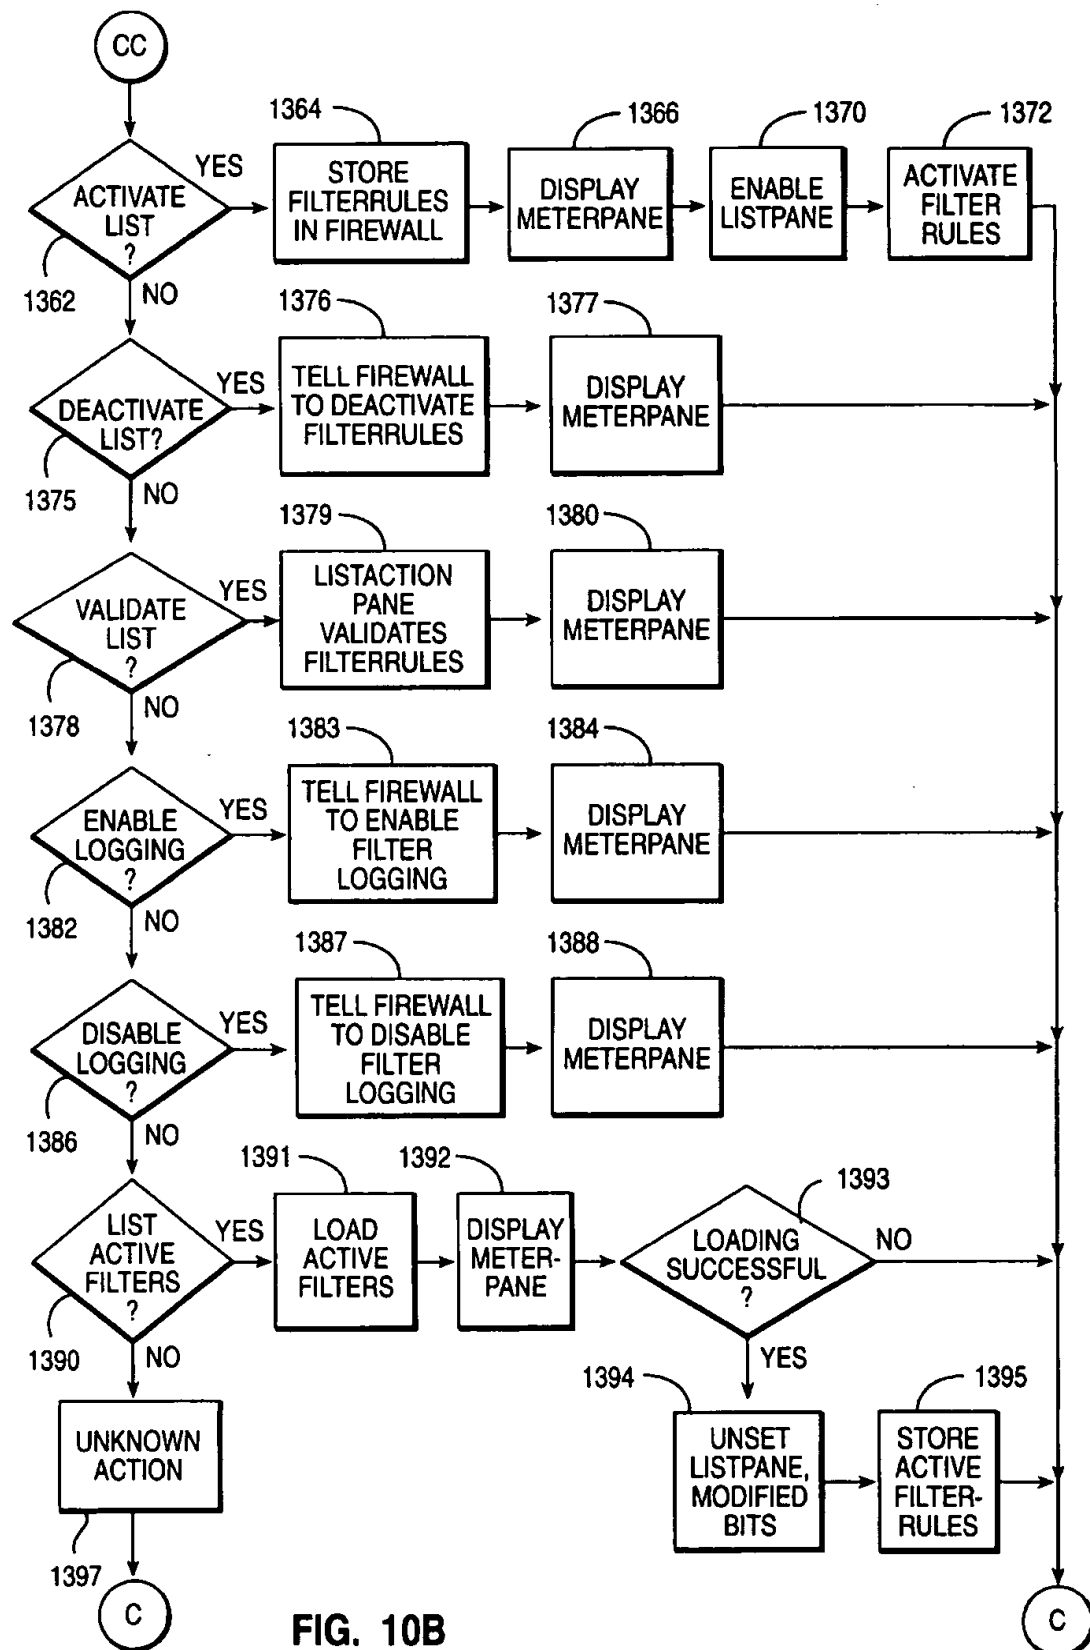 CC
1364
1366
1370
1372
YES
ACTIVATE
LIST
?
STORE
FILTERRULES
IN FIREWALL
DISPLAY
METERPANE
ENABLE
LISTPANE
ACTIVATE
FILTER
RULES
1362
NO
1376
1377
YES
DEACTIVATE
LIST?
TELL FIREWALL
TO DEACTIVATE
FILTERRULES
DISPLAY
METERPANE
1375
NO
1379
1380
YES
VALIDATE
LIST
?
LISTACTION
PANE
VALIDATES
FILTERRULES
DISPLAY
METERPANE
1378
NO
1383
1384
YES
ENABLE
LOGGING
?
TELL FIREWALL
TO ENABLE
FILTER
LOGGING
DISPLAY
METERPANE
1382
NO
1387
1388
YES
DISABLE
LOGGING
?
TELL FIREWALL
TO DISABLE
FILTER
LOGGING
DISPLAY
METERPANE
1386
NO
1391
1392
1393
YES
LIST
ACTIVE
FILTERS
?
LOAD
ACTIVE
FILTERS
DISPLAY
METER-
PANE
LOADING
SUCCESSFUL
?
NO
1390
NO
YES
1394
1395
UNKNOWN
ACTION
UNSET
LISTPANE,
MODIFIED
BITS
STORE
ACTIVE
FILTER-
RULES
1397
C
C
FIG. 10B